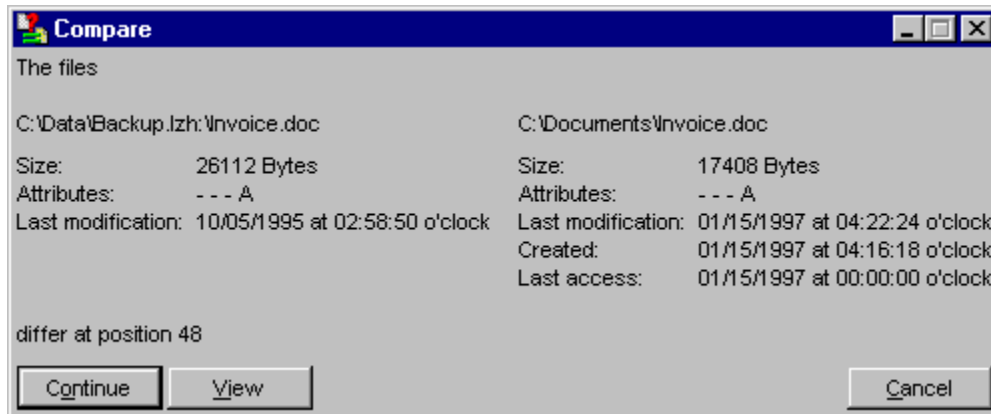 Compare
The files
C:\Data\Backup.lzh:\Invoice.doc C:\Documents\Invoice.doc
Size: 26112 Bytes Size: 17408 Bytes
Attributes: - - - A Attributes: - - - A
Last modification: 10/05/1995 at 02:58:50 o'clock Last modification: 01/15/1997 at 04:22:24 o'clock
Created: 01/15/1997 at 04:16:18 o'clock
Last access: 01/15/1997 at 00:00:00 o'clock
differ at position 48
Continue View Cancel